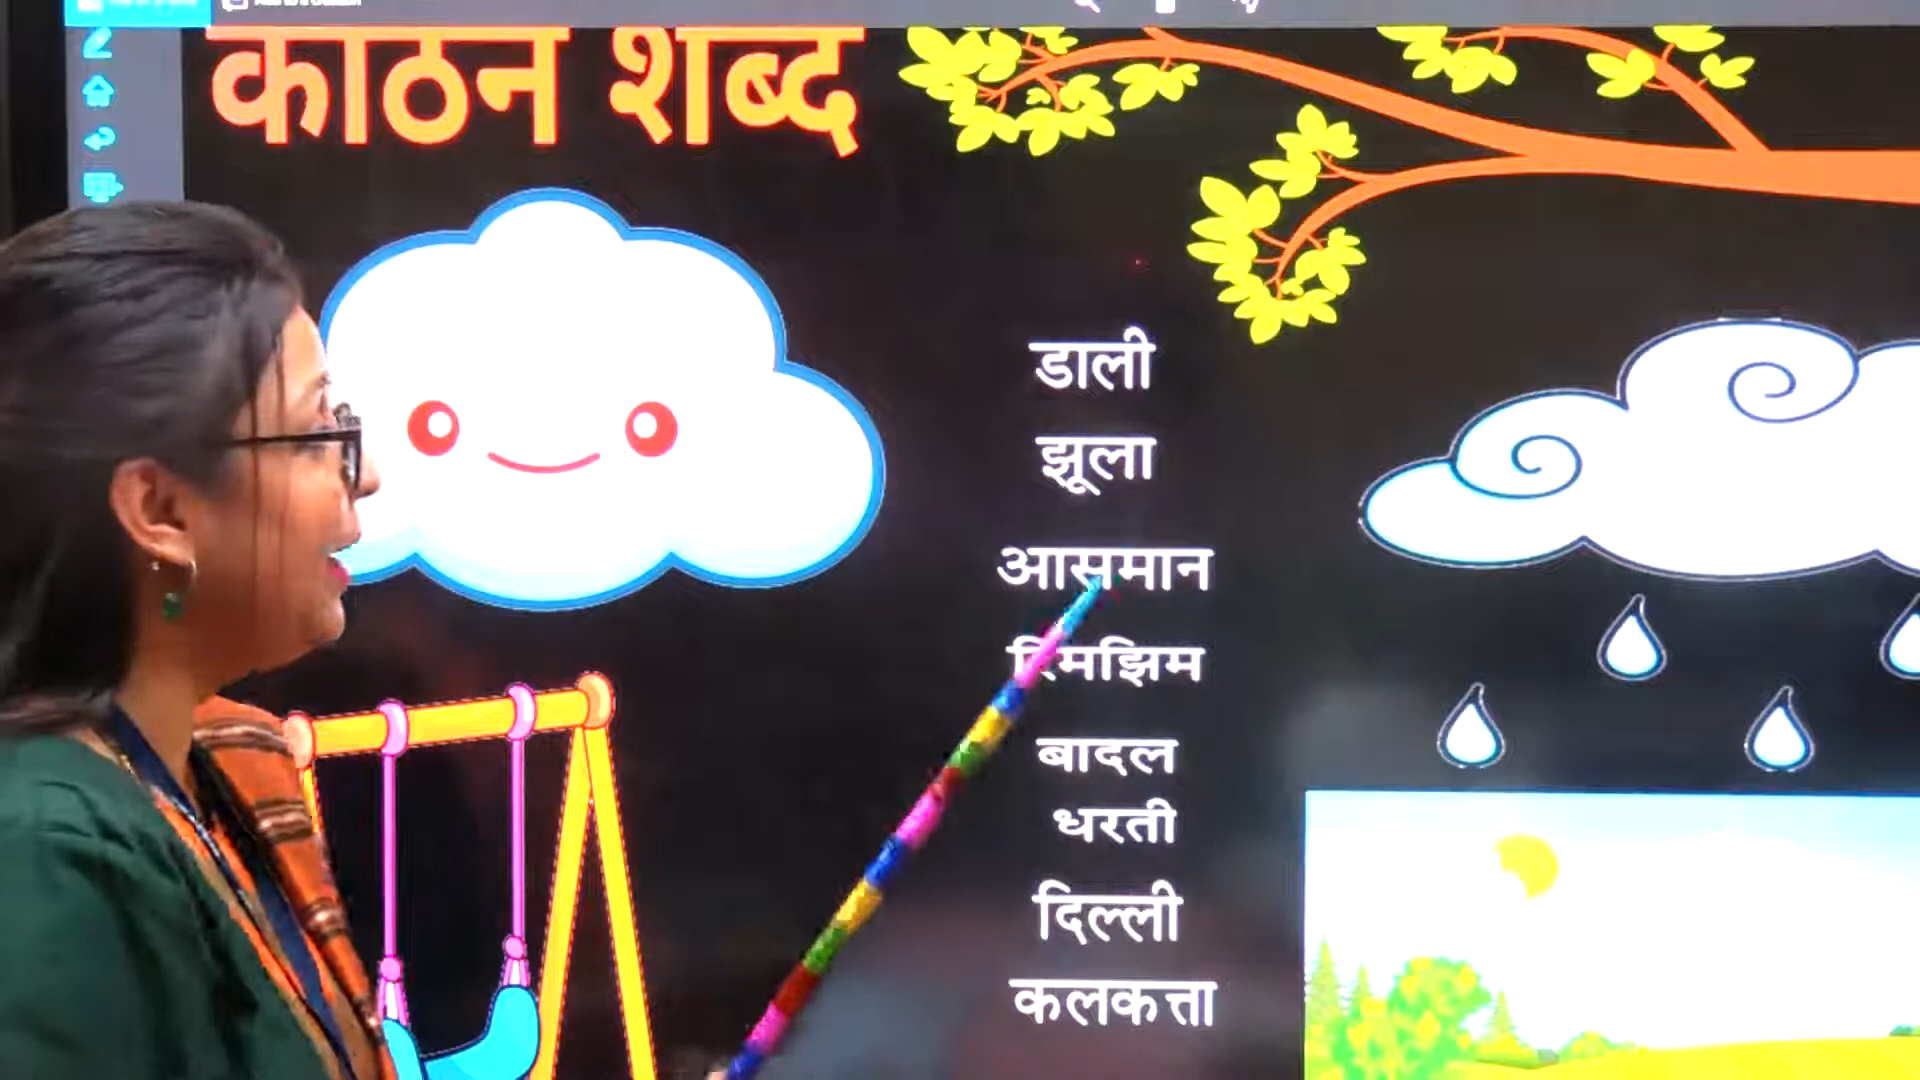 कठिन शब्द
डाली
झूला
आसमान
रिमझिम
बादल
धरती
दिल्ली
कलकत्ता